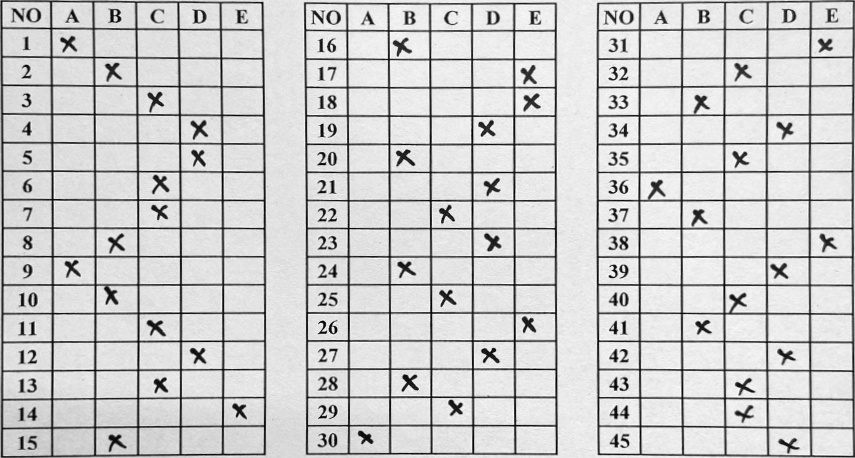 NO A B C D E
1 X
2 X
3 X
4 X
5 X
6 X
7 X
8 X
9 X
10 X
11 X
12 X
13 X
14 X
15 X
NO A B C D E
16 X
17 X
18 X
19 X
20 X
21 X
22 X
23 X
24 X
25 X
26 X
27 X
28 X
29 X
30 X
NO A B C D E
31 X
32 X
33 X
34 X
35 X
36 X
37 X
38 X
39 X
40 X
41 X
42 X
43 X
44 X
45 X